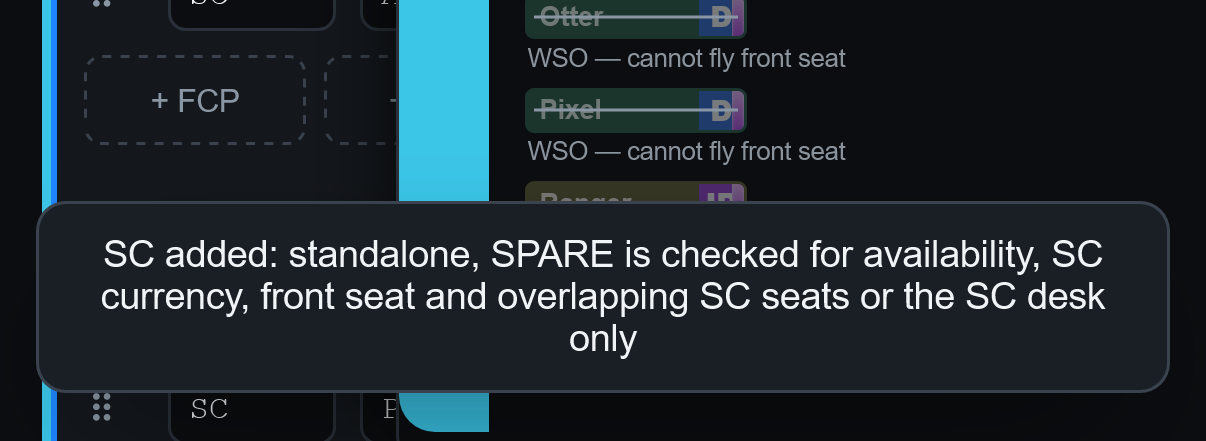 Otter D
WSO — cannot fly front seat
+ FCP
Pixel D
WSO — cannot fly front seat
SC added: standalone, SPARE is checked for availability, SC
currency, front seat and overlapping SC seats or the SC desk
only
SC